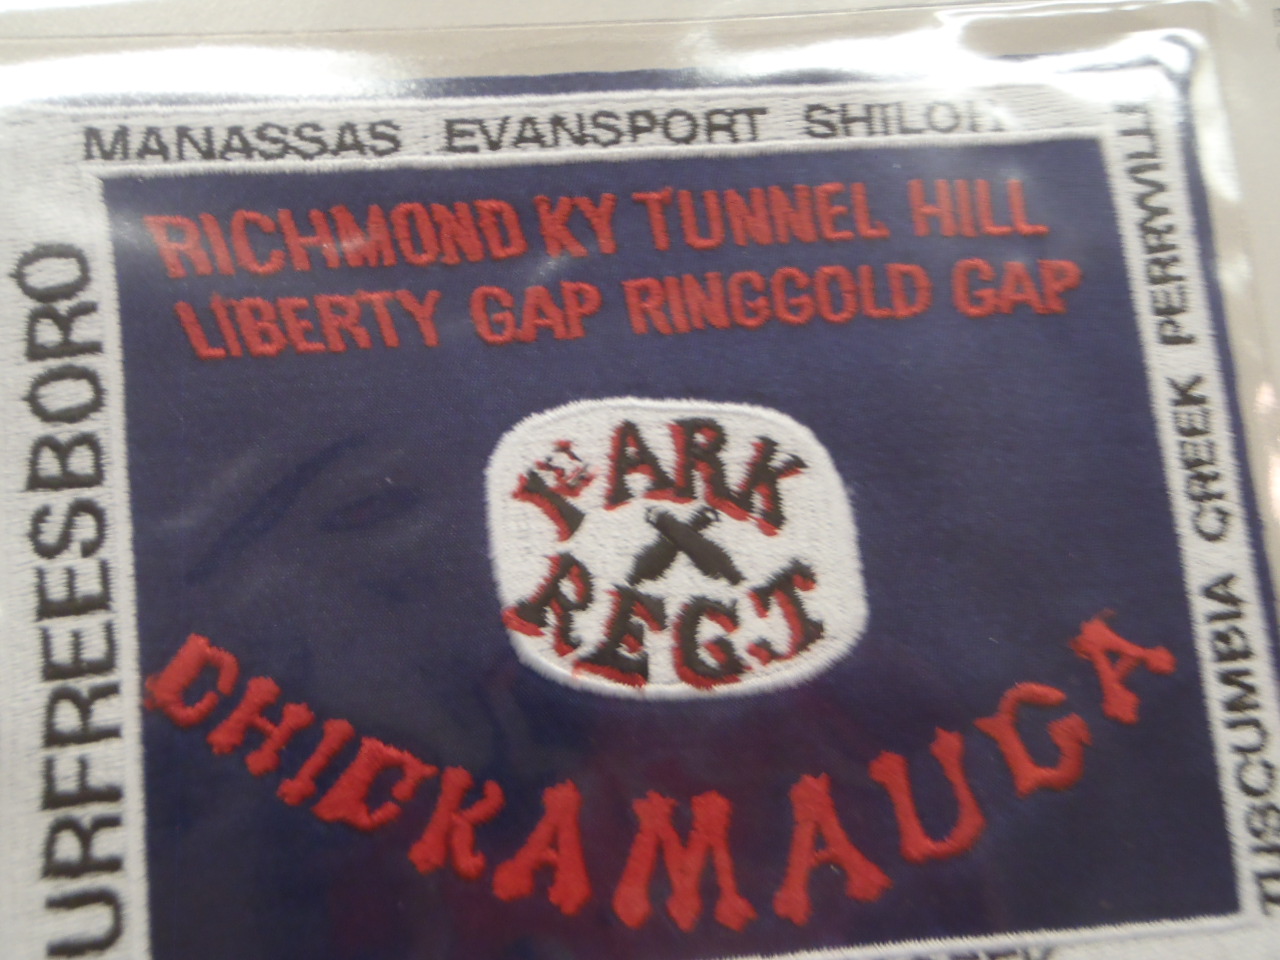 MANASSAS EVANSPORT SHILOH
RICHMOND KY TUNNEL HILL
LIBERTY GAP RINGGOLD GAP
1ST ARK
REGT
CHICKAMAUGA
URFREESBORO
TUSCUMBIA CREEK PERRYVILL